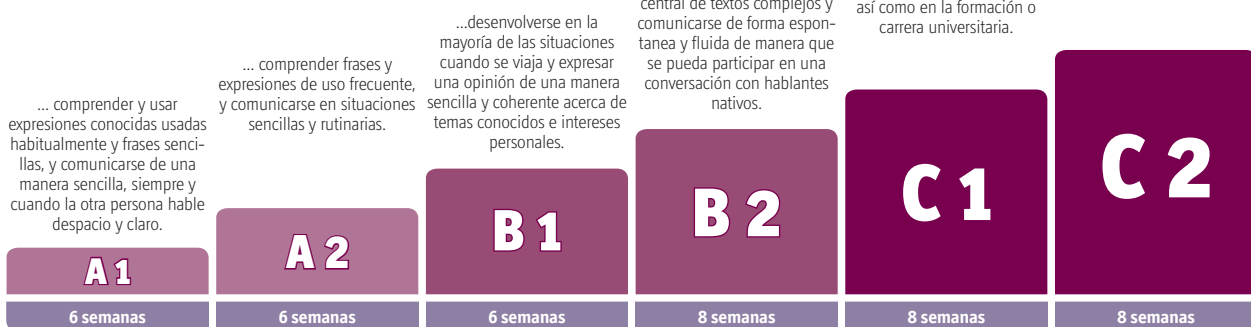 ... comprender y usar
expresiones conocidas usadas
habitualmente y frases senci-
llas, y comunicarse de una
manera sencilla, siempre y
cuando la otra persona hable
despacio y claro.
A 1
6 semanas
... comprender frases y
expresiones de uso frecuente,
y comunicarse en situaciones
sencillas y rutinarias.
A 2
6 semanas
...desenvolverse en la
mayoría de las situaciones
cuando se viaja y expresar
una opinión de una manera
sencilla y coherente acerca de
temas conocidos e intereses
personales.
B 1
6 semanas
central de textos complejos y
comunicarse de forma espon-
tanea y fluida de manera que
se pueda participar en una
conversación con hablantes
nativos.
B 2
8 semanas
así como en la formación o
carrera universitaria.
C 1
8 semanas
C 2
8 semanas